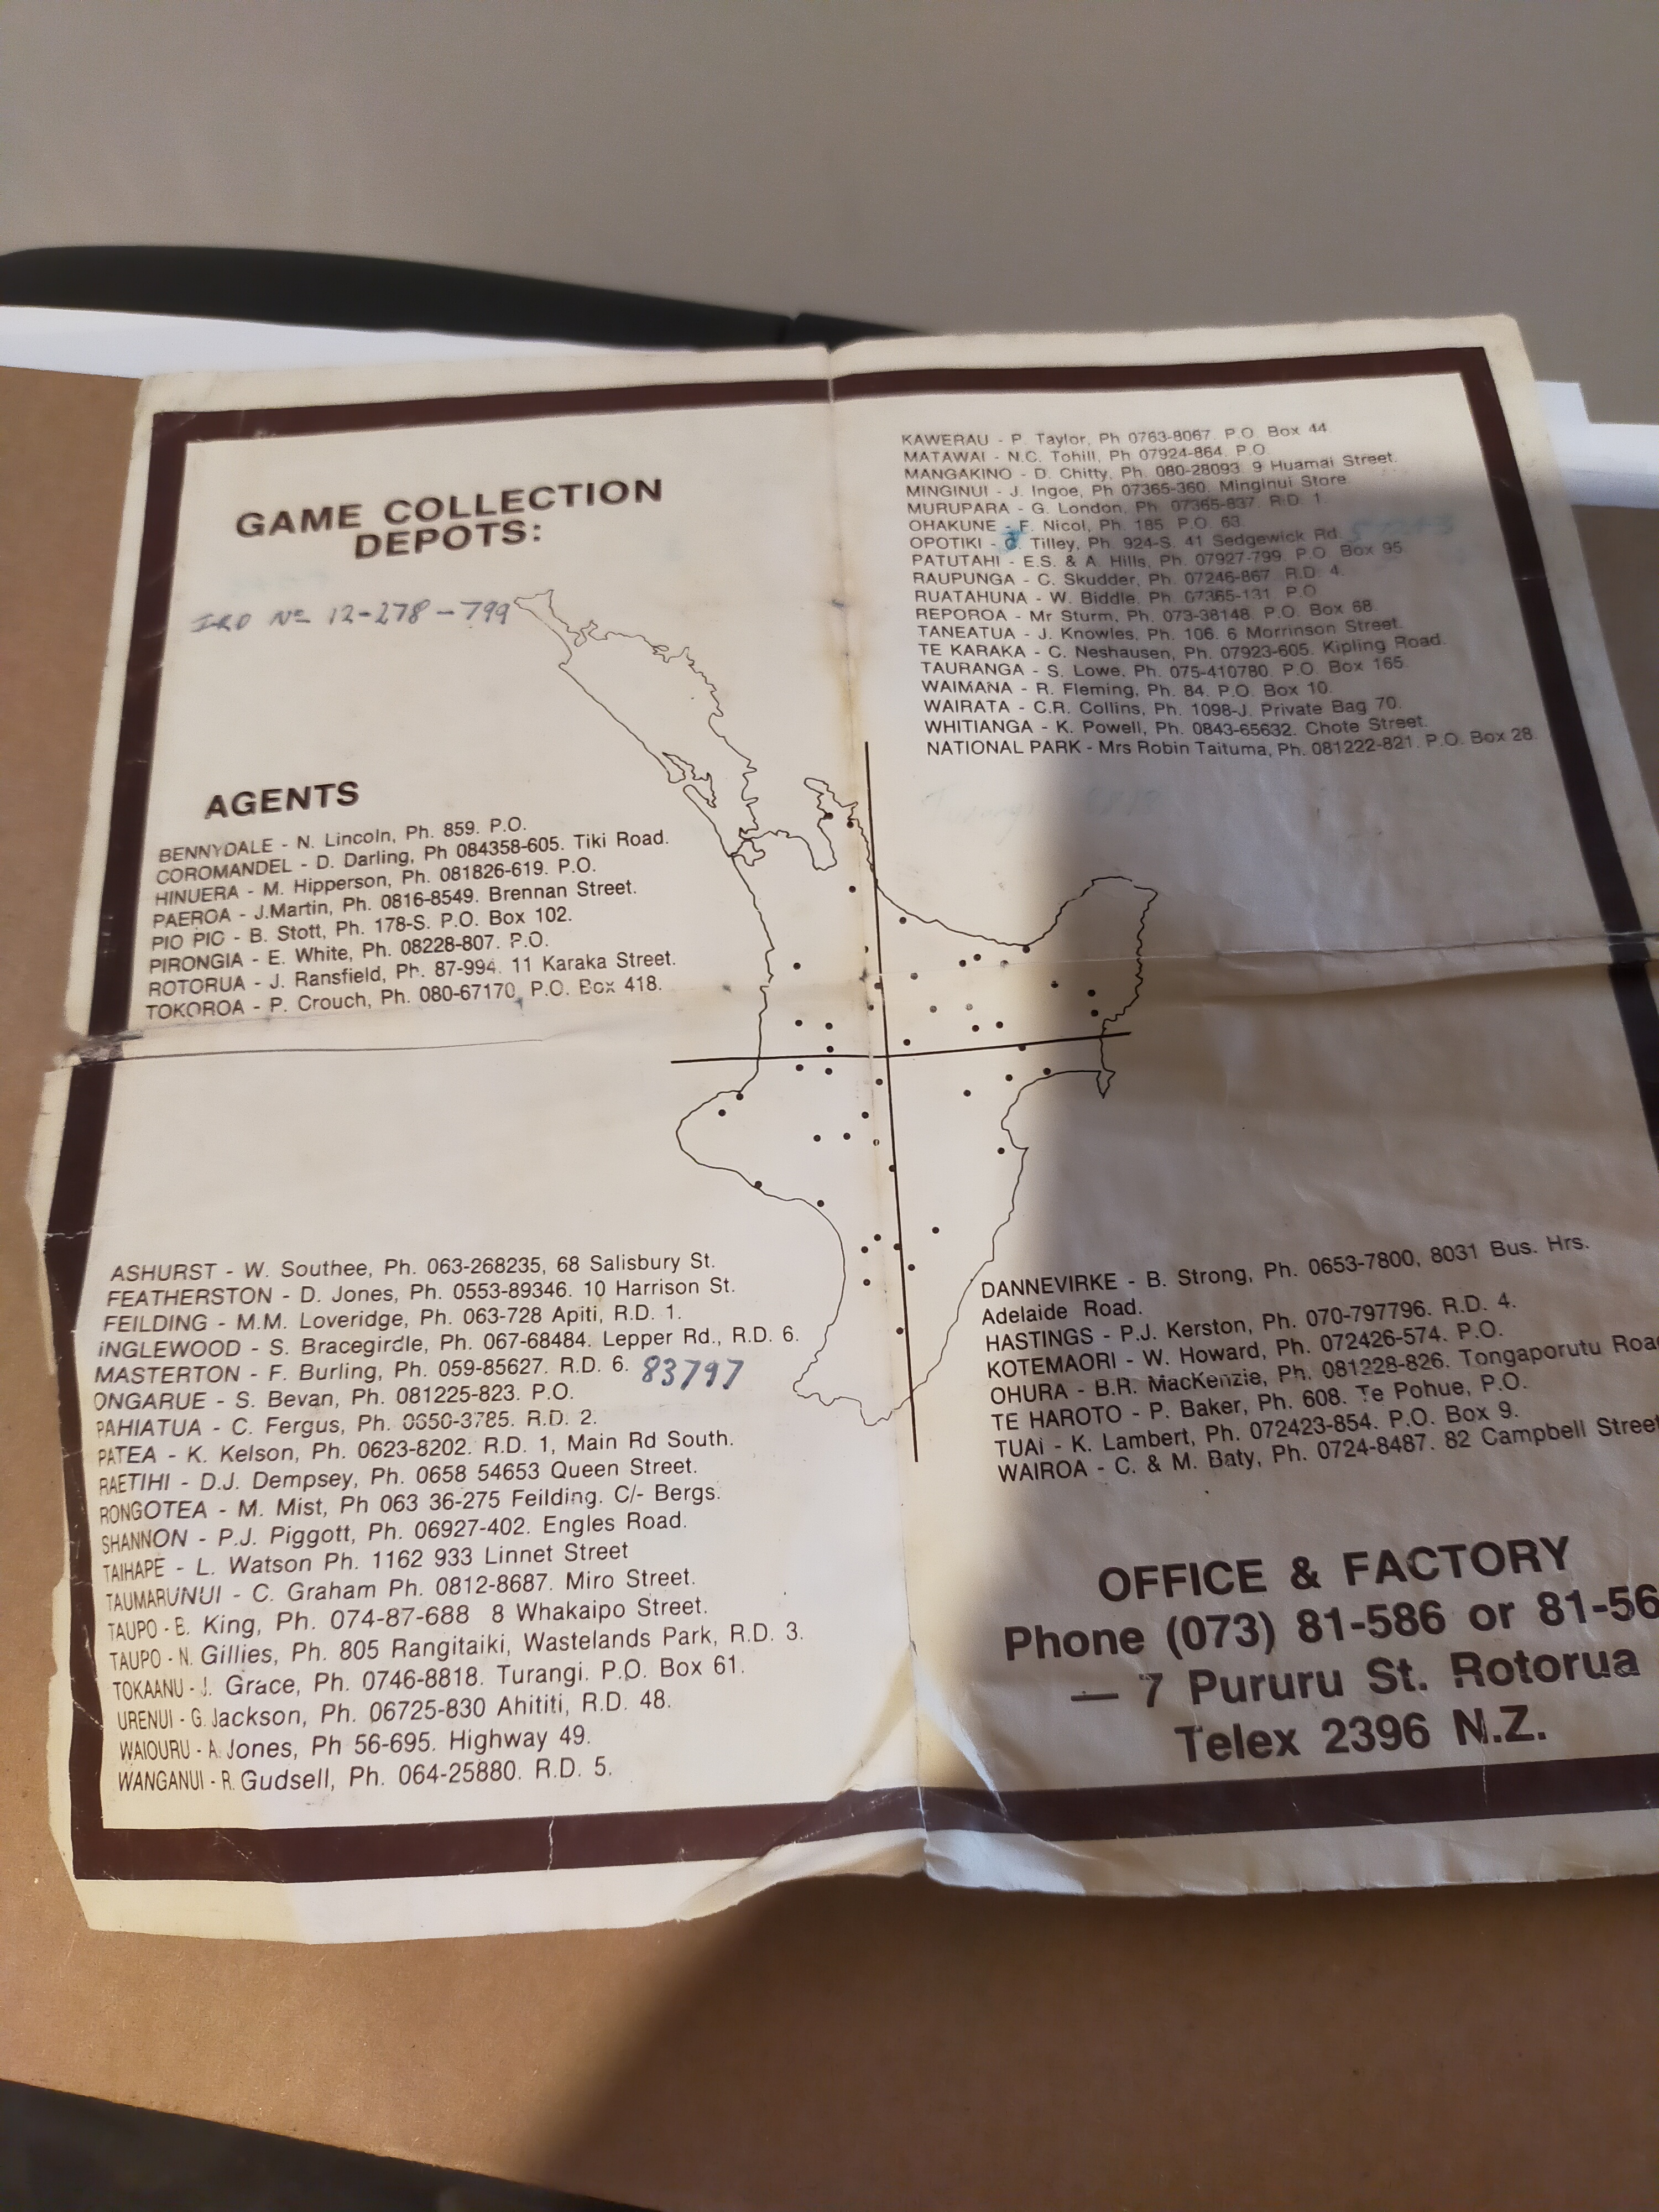 GAME COLLECTION
DEPOTS:
IRD No 12-278-799
AGENTS
BENNYDALE - N. Lincoln, Ph. 859. P.O.
COROMANDEL - D. Darling, Ph 084358-605. Tiki Road.
HINUERA - M. Hipperson, Ph. 081826-619. P.O.
PAEROA - J.Martin, Ph. 0816-8549. Brennan Street.
PIO PIO - B. Stott, Ph. 178-S. P.O. Box 102.
PIRONGIA - E. White, Ph. 08228-807. P.O.
ROTORUA - J. Ransfield, Ph. 87-994. 11 Karaka Street.
TOKOROA - P. Crouch, Ph. 080-67170 P.O. Box 418.
KAWERAU - P. Taylor, Ph 0763-8067. P.O. Box 44
MATAWAI - N.C. Tohill, Ph 07924-864. P.O.
MANGAKINO - D. Chitty, Ph. 080-28093. 9 Huamai Street.
MINGINUI - J. Ingoe, Ph 07365-360. Minginui Store
MURUPARA - G. London, Ph. 07365-837. R.D. 1.
OHAKUNE - F. Nicol, Ph. 185. P.O. 63.
OPOTIKI - Tilley, Ph. 924-S. 41 Sedgewick Rd.
PATUTAHI - E.S. & A. Hills, Ph. 07927-799. P.O. Box 95
RAUPUNGA - C. Skudder, Ph. 07246-867. R.D. 4.
RUATAHUNA - W. Biddle, Ph. 07365-131. P.O
REPOROA - Mr Sturm, Ph. 073-38148. P.O. Box 68.
TANEATUA - J. Knowles, Ph. 106. 6 Morrinson Street.
TE KARAKA - C. Neshausen, Ph. 07923-605. Kipling Road.
TAURANGA - S. Lowe, Ph. 075-410780. P.O. Box 165.
WAIMANA - R. Fleming, Ph. 84. P.O. Box 10.
WAIRATA - C.R. Collins, Ph. 1098-J. Private Bag 70.
WHITIANGA - K. Powell, Ph. 0843-65632. Chote Street.
NATIONAL PARK - Mrs Robin Taituma, Ph. 081222-821. P.O. Box 28.
ASHURST - W. Southee, Ph. 063-268235, 68 Salisbury St.
FEATHERSTON - D. Jones, Ph. 0553-89346. 10 Harrison St.
FEILDING - M.M. Loveridge, Ph. 063-728 Apiti, R.D. 1.
INGLEWOOD - S. Bracegirdle, Ph. 067-68484. Lepper Rd., R.D. 6.
MASTERTON - F. Burling, Ph. 059-85627. R.D. 6. 83797
ONGARUE - S. Bevan, Ph. 081225-823. P.O.
PAHIATUA - C. Fergus, Ph. 0650-3785. R.D. 2.
PATEA - K. Kelson, Ph. 0623-8202. R.D. 1, Main Rd South.
RAETIHI - D.J. Dempsey, Ph. 0658 54653 Queen Street.
RONGOTEA - M. Mist, Ph 063 36-275 Feilding. C/- Bergs.
SHANNON - P.J. Piggott, Ph. 06927-402. Engles Road.
TAIHAPE - L. Watson Ph. 1162 933 Linnet Street
TAUMARUNUI - C. Graham Ph. 0812-8687. Miro Street.
TAUPO - B. King, Ph. 074-87-688 8 Whakaipo Street.
TAUPO - N. Gillies, Ph. 805 Rangitaiki, Wastelands Park, R.D. 3.
TOKAANU - J. Grace, Ph. 0746-8818. Turangi. P.O. Box 61.
URENUI - G. Jackson, Ph. 06725-830 Ahititi, R.D. 48.
WAIOURU - A. Jones, Ph 56-695. Highway 49.
WANGANUI - R. Gudsell, Ph. 064-25880. R.D. 5.
DANNEVIRKE - B. Strong, Ph. 0653-7800, 8031 Bus. Hrs.
Adelaide Road.
HASTINGS - P.J. Kerston, Ph. 070-797796. R.D. 4.
KOTEMAORI - W. Howard, Ph. 072426-574. P.O.
OHURA - B.R. MacKenzie, Ph. 081228-826. Tongaporutu Roa
TE HAROTO - P. Baker, Ph. 608. Te Pohue, P.O.
TUAI - K. Lambert, Ph. 072423-854. P.O. Box 9.
WAIROA - C. & M. Baty, Ph. 0724-8487. 82 Campbell Street
OFFICE & FACTORY
Phone (073) 81-586 or 81-56
— 7 Pururu St. Rotorua
Telex 2396 N.Z.